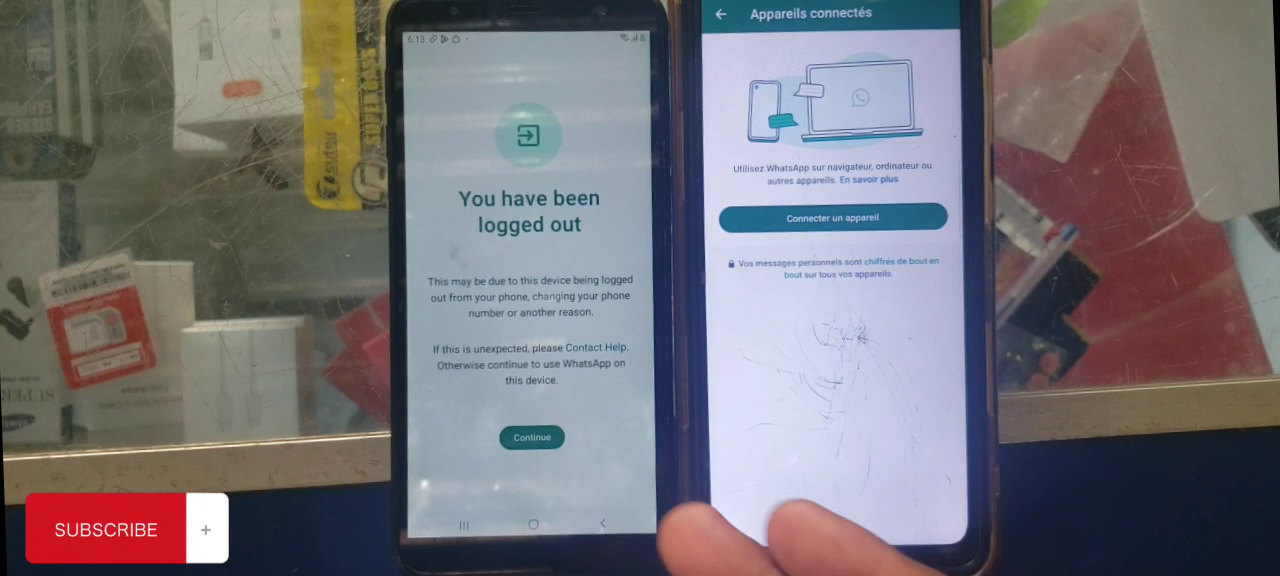 6:13
You have been
logged out
This may be due to this device being logged
out from your phone, changing your phone
number or another reason.
If this is unexpected, please Contact Help.
Otherwise continue to use WhatsApp on
this device.
Continue
Appareils connectés
Utilisez WhatsApp sur navigateur, ordinateur ou
autres appareils. En savoir plus
Connecter un appareil
Vos messages personnels sont chiffrés de bout en
bout sur tous vos appareils.
SUBSCRIBE +